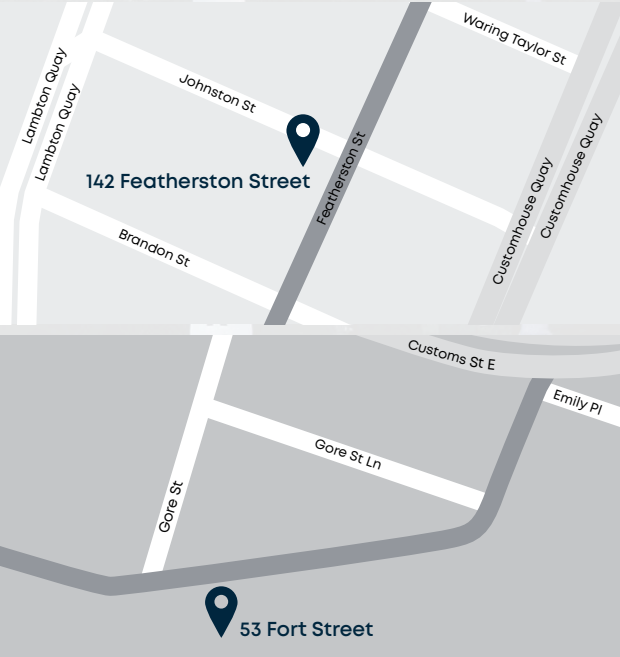 Waring Taylor St
Lambton Quay
Lambton Quay
Johnston St
Featherston St
142 Featherston Street
Customhouse Quay
Customhouse Quay
Brandon St
Customs St E
Emily Pl
Gore St Ln
Gore St
53 Fort Street